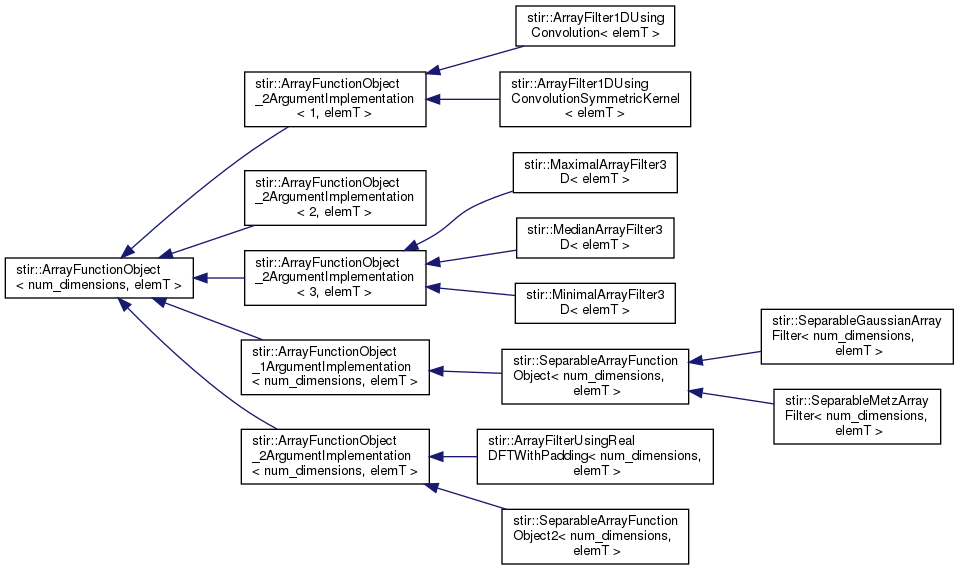 stir::ArrayFilter1DUsing
Convolution< elemT >
stir::ArrayFunctionObject
_2ArgumentImplementation
< 1, elemT >
stir::ArrayFilter1DUsing
ConvolutionSymmetricKernel
< elemT >
stir::MaximalArrayFilter3
D< elemT >
stir::ArrayFunctionObject
_2ArgumentImplementation
< 2, elemT >
stir::MedianArrayFilter3
D< elemT >
stir::ArrayFunctionObject
< num_dimensions, elemT >
stir::ArrayFunctionObject
_2ArgumentImplementation
< 3, elemT >
stir::MinimalArrayFilter3
D< elemT >
stir::SeparableGaussianArray
Filter< num_dimensions,
elemT >
stir::ArrayFunctionObject
_1ArgumentImplementation
< num_dimensions, elemT >
stir::SeparableArrayFunction
Object< num_dimensions,
elemT >
stir::SeparableMetzArray
Filter< num_dimensions,
elemT >
stir::ArrayFunctionObject
_2ArgumentImplementation
< num_dimensions, elemT >
stir::ArrayFilterUsingReal
DFTWithPadding< num_dimensions,
elemT >
stir::SeparableArrayFunction
Object2< num_dimensions,
elemT >